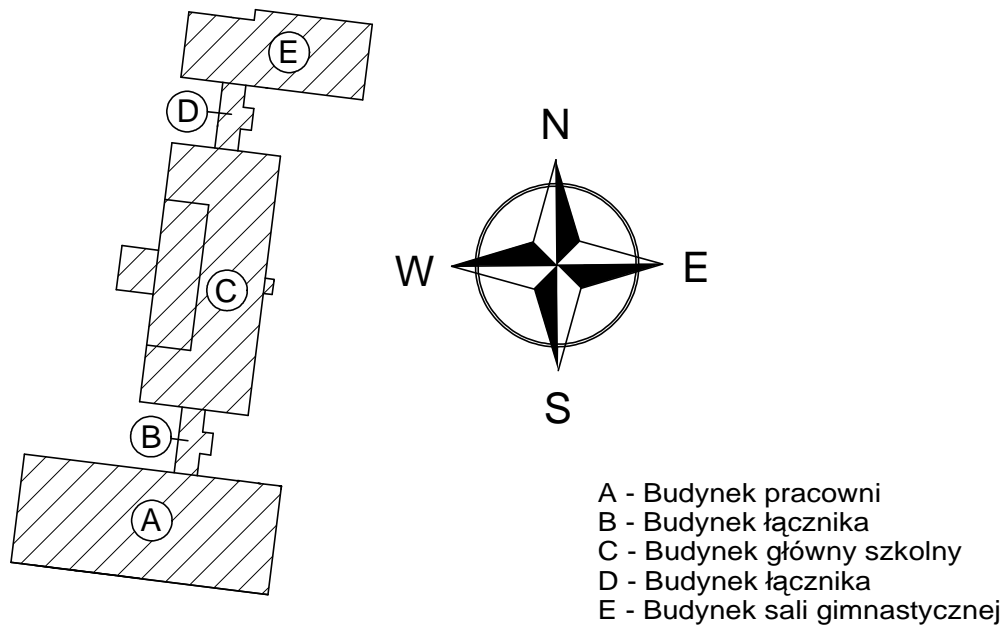 E
D
N
W
E
C
S
B
A
A - Budynek pracowni
B - Budynek łącznika
C - Budynek główny szkolny
D - Budynek łącznika
E - Budynek sali gimnastycznej